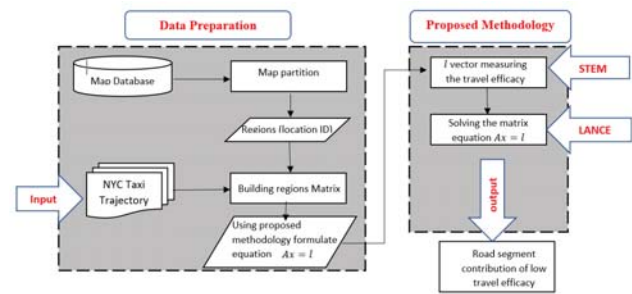 Data Preparation
Map Database
Map partition
Regions [location ID]
Input
NYC Taxi
Trajectory
Building regions Matrix
Using proposed
methodology formulate
equation Ax = l
Proposed Methodology
l vector measuring
the travel efficacy
STEM
Solving the matrix
equation Ax = l
LANCE
output
Road segment
contribution of low
travel efficacy